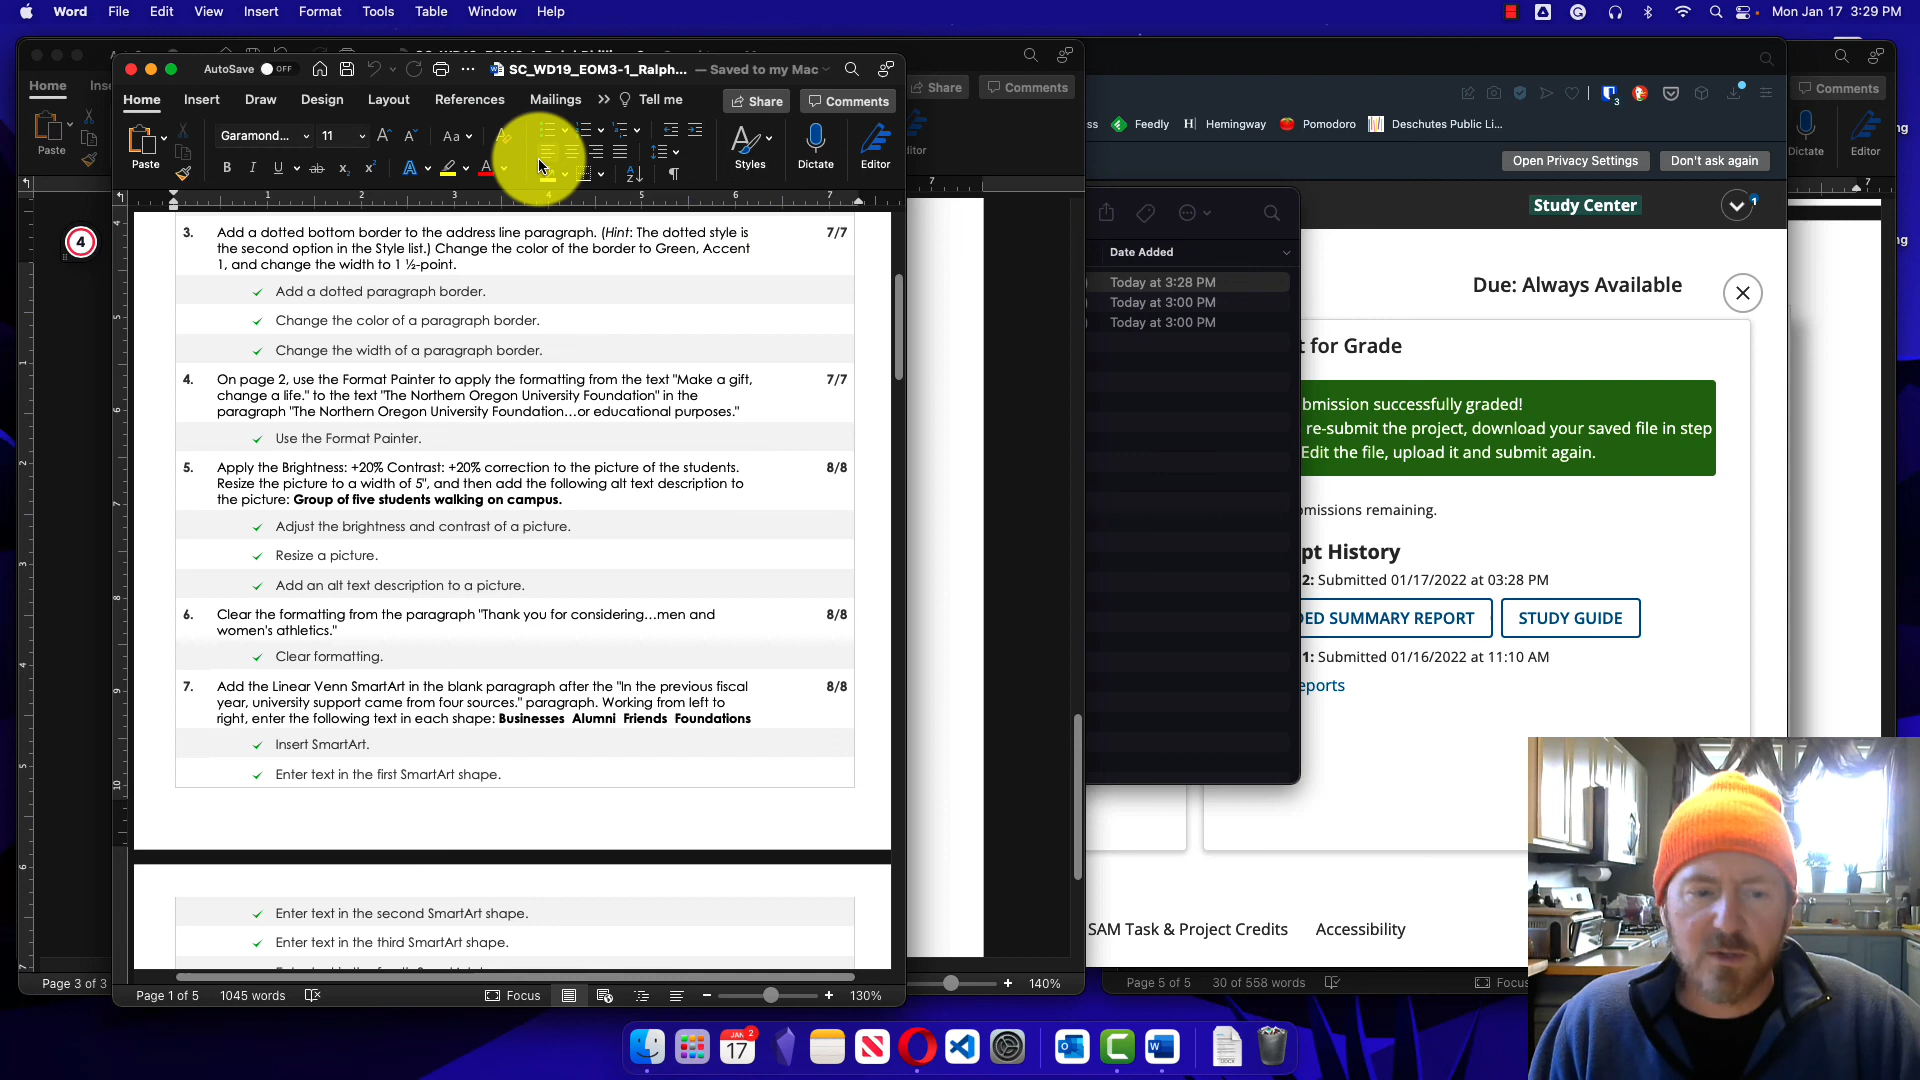 Word File Edit View Insert Format Tools Table Window Help
Mon Jan 17 3:29 PM
AutoSave OFF
SC_WD19_EOM3-1_Ralph... — Saved to my Mac
Home Insert Draw Design Layout References Mailings Tell me
Share Comments
Paste
Garamond... 11
Styles Dictate Editor
3. Add a dotted bottom border to the address line paragraph. (Hint: The dotted style is 7/7
the second option in the Style list.) Change the color of the border to Green, Accent
1, and change the width to 1 ½-point.
Add a dotted paragraph border.
Change the color of a paragraph border.
Change the width of a paragraph border.
4. On page 2, use the Format Painter to apply the formatting from the text "Make a gift, 7/7
change a life." to the text "The Northern Oregon University Foundation" in the
paragraph "The Northern Oregon University Foundation...or educational purposes."
Use the Format Painter.
5. Apply the Brightness: +20% Contrast: +20% correction to the picture of the students. 8/8
Resize the picture to a width of 5", and then add the following alt text description to
the picture: Group of five students walking on campus.
Adjust the brightness and contrast of a picture.
Resize a picture.
Add an alt text description to a picture.
6. Clear the formatting from the paragraph "Thank you for considering...men and 8/8
women's athletics."
Clear formatting.
7. Add the Linear Venn SmartArt in the blank paragraph after the "In the previous fiscal 8/8
year, university support came from four sources." paragraph. Working from left to
right, enter the following text in each shape: Businesses Alumni Friends Foundations
Insert SmartArt.
Enter text in the first SmartArt shape.
Enter text in the second SmartArt shape.
Enter text in the third SmartArt shape.
Page 1 of 5 1045 words Focus 130%
Home
Paste
4
Page 3 of 3
Share Comments
140%
Date Added
Today at 3:28 PM
Today at 3:00 PM
Today at 3:00 PM
Feedly Hemingway Pomodoro Deschutes Public Li...
Open Privacy Settings Don't ask again
Study Center
Due: Always Available
t for Grade
bmission successfully graded!
re-submit the project, download your saved file in step
Edit the file, upload it and submit again.
missions remaining.
pt History
2: Submitted 01/17/2022 at 03:28 PM
DED SUMMARY REPORT STUDY GUIDE
1: Submitted 01/16/2022 at 11:10 AM
eports
SAM Task & Project Credits Accessibility
Page 5 of 5 30 of 558 words Focus
Comments
Dictate Editor
JAN 17
2